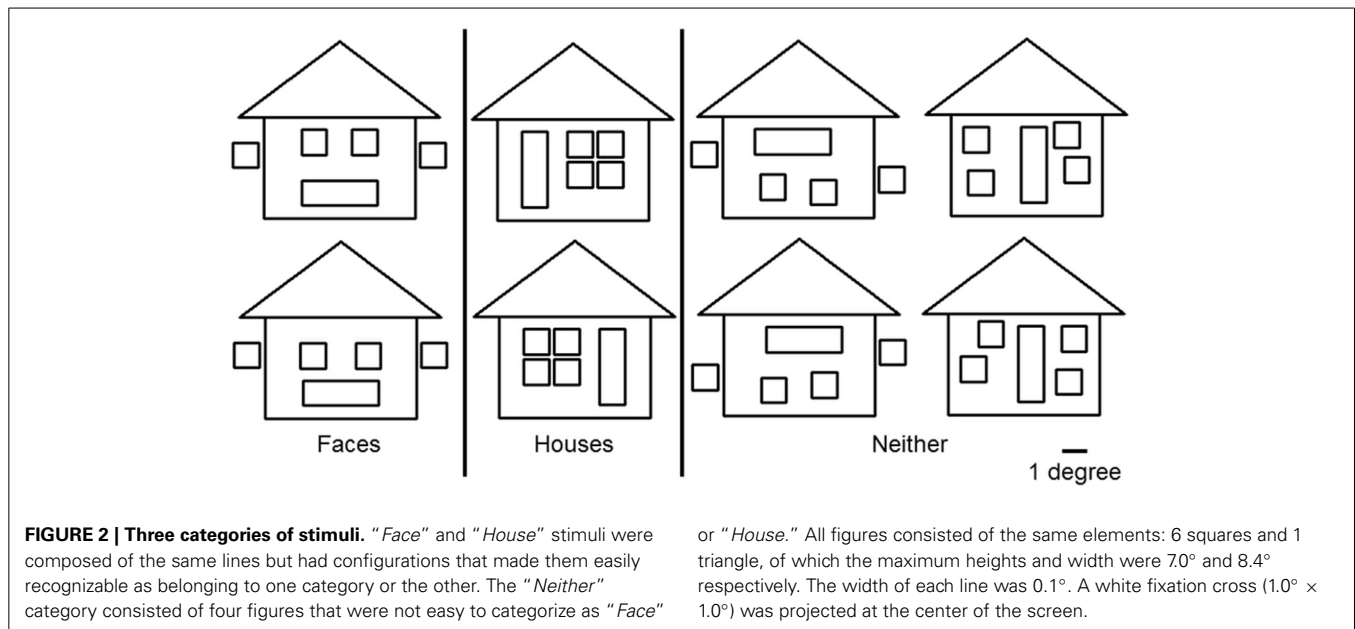 Faces
Houses
Neither
1 degree
FIGURE 2 | Three categories of stimuli. "Face" and "House" stimuli were
composed of the same lines but had configurations that made them easily
recognizable as belonging to one category or the other. The "Neither"
category consisted of four figures that were not easy to categorize as "Face"
or "House." All figures consisted of the same elements: 6 squares and 1
triangle, of which the maximum heights and width were 7.0° and 8.4°
respectively. The width of each line was 0.1°. A white fixation cross (1.0° ×
1.0°) was projected at the center of the screen.